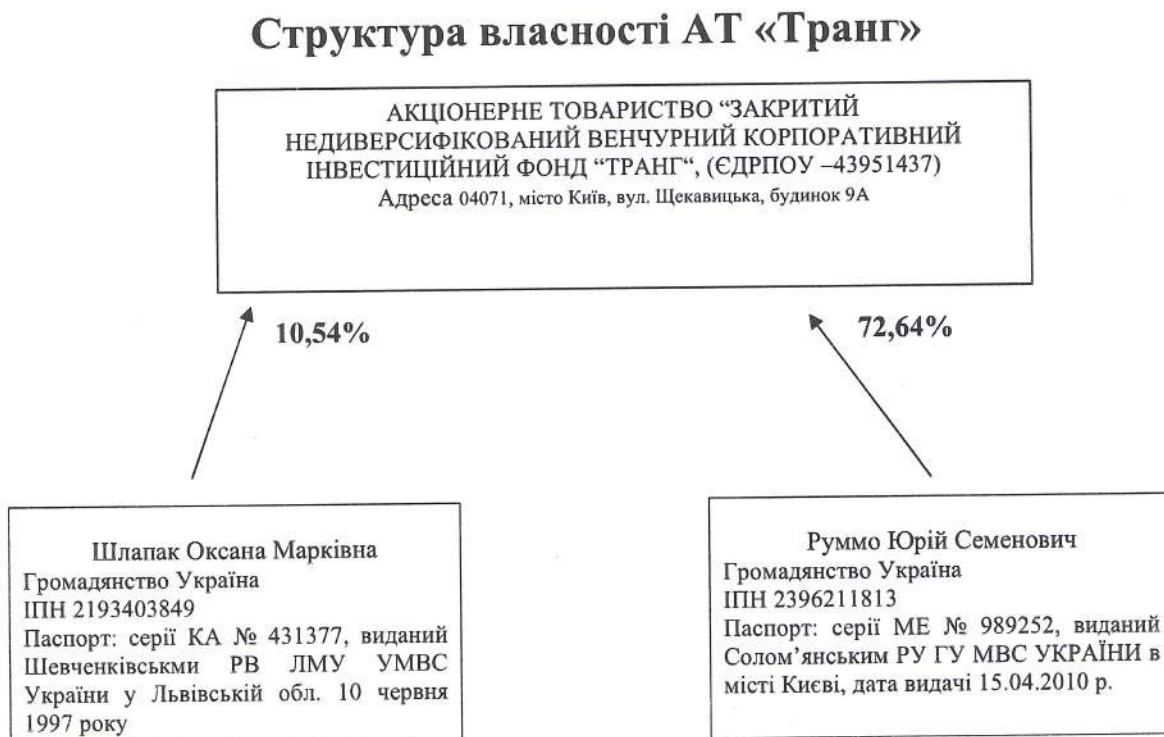 Структура власності АТ «Транг»
АКЦІОНЕРНЕ ТОВАРИСТВО “ЗАКРИТИЙ
НЕДИВЕРСИФІКОВАНИЙ ВЕНЧУРНИЙ КОРПОРАТИВНИЙ
ІНВЕСТИЦІЙНИЙ ФОНД “ТРАНГ“, (ЄДРПОУ –43951437)
Адреса 04071, місто Київ, вул. Щекавицька, будинок 9А
10,54%
72,64%
Шлапак Оксана Марківна
Громадянство Україна
ІПН 2193403849
Паспорт: серії КА № 431377, виданий
Шевченківськми РВ ЛМУ УМВС
України у Львівській обл. 10 червня
1997 року
Руммо Юрій Семенович
Громадянство Україна
ІПН 2396211813
Паспорт: серії МЕ № 989252, виданий
Солом’янським РУ ГУ МВС УКРАЇНИ в
місті Києві, дата видачі 15.04.2010 р.